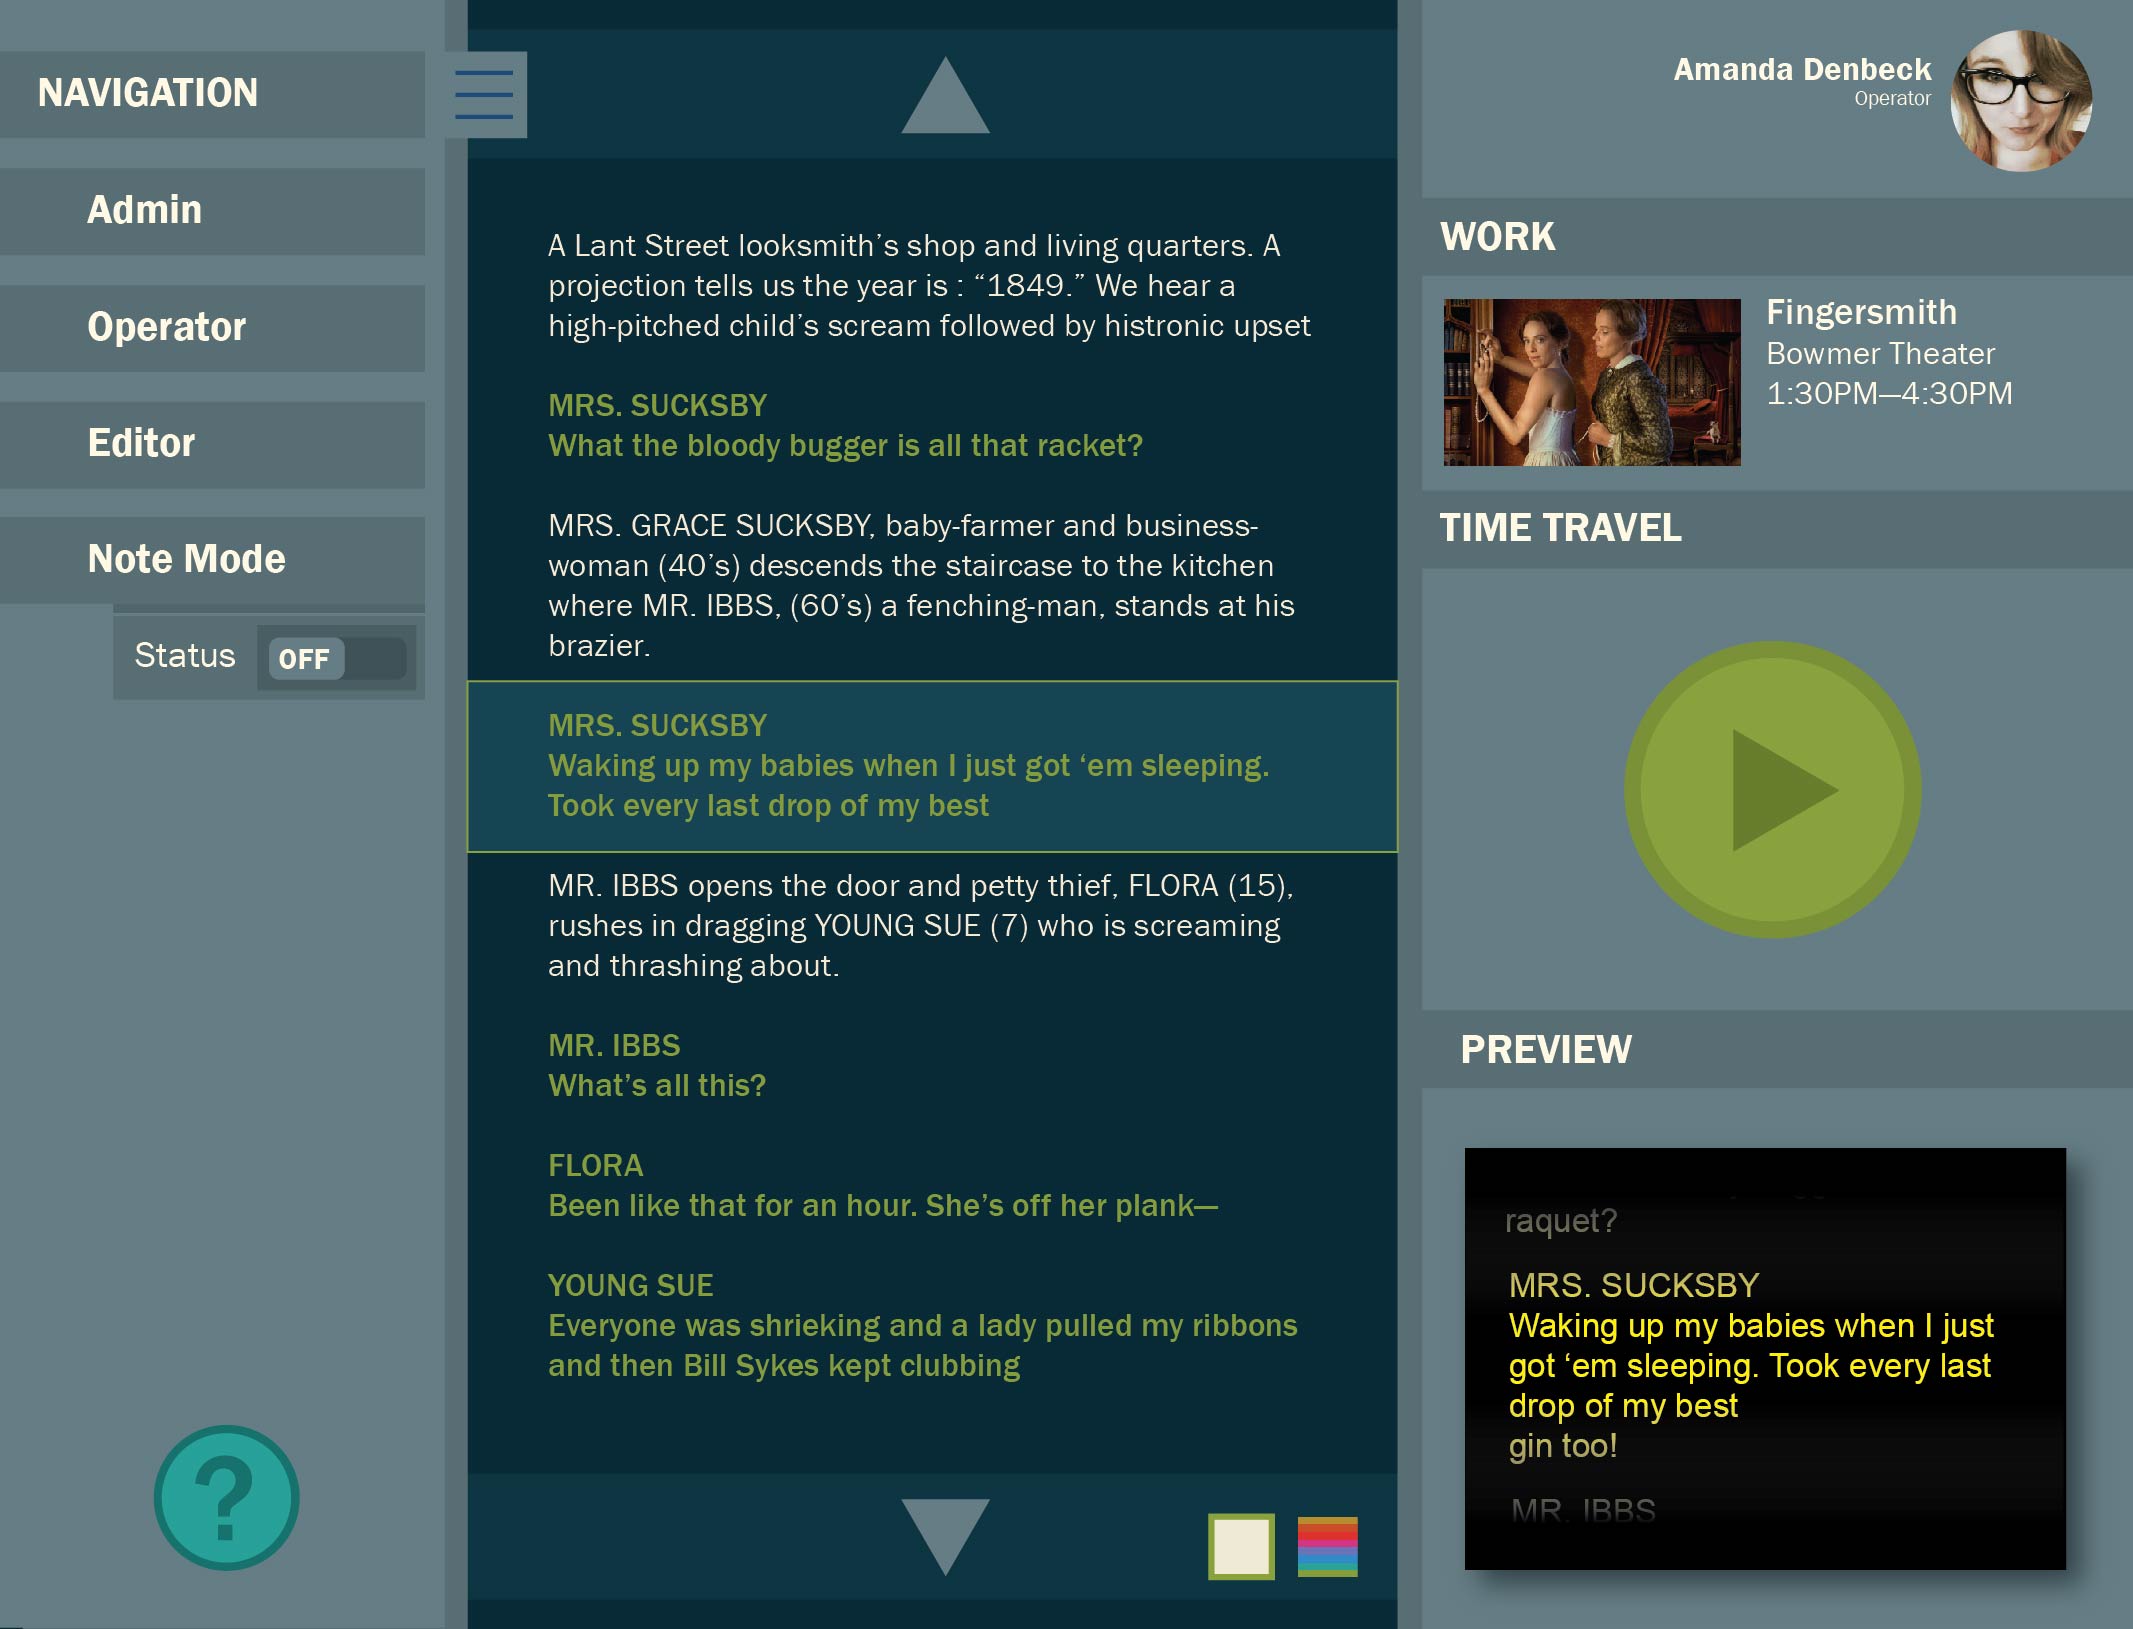 NAVIGATION
Admin
Operator
Editor
Note Mode
Status OFF
?
A Lant Street looksmith’s shop and living quarters. A
projection tells us the year is : “1849.” We hear a
high-pitched child’s scream followed by histronic upset
MRS. SUCKSBY
What the bloody bugger is all that racket?
MRS. GRACE SUCKSBY, baby-farmer and business-
woman (40’s) descends the staircase to the kitchen
where MR. IBBS, (60’s) a fenching-man, stands at his
brazier.
MRS. SUCKSBY
Waking up my babies when I just got ‘em sleeping.
Took every last drop of my best
MR. IBBS opens the door and petty thief, FLORA (15),
rushes in dragging YOUNG SUE (7) who is screaming
and thrashing about.
MR. IBBS
What’s all this?
FLORA
Been like that for an hour. She’s off her plank—
YOUNG SUE
Everyone was shrieking and a lady pulled my ribbons
and then Bill Sykes kept clubbing
Amanda Denbeck
Operator
WORK
Fingersmith
Bowmer Theater
1:30PM—4:30PM
TIME TRAVEL
PREVIEW
raquet?
MRS. SUCKSBY
Waking up my babies when I just
got ‘em sleeping. Took every last
drop of my best
gin too!
MR. IBBS